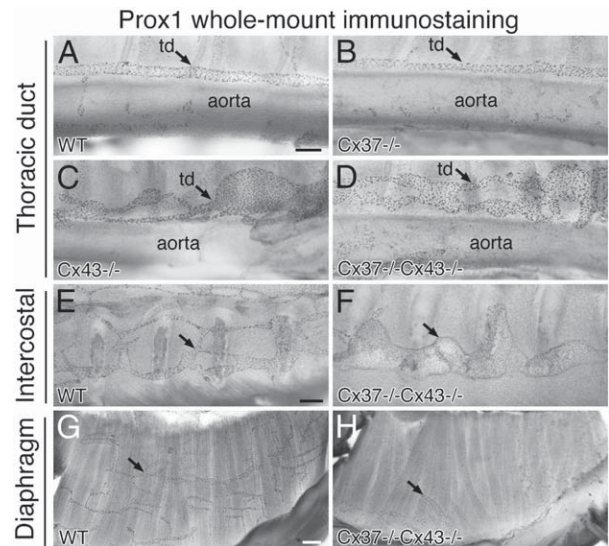 Prox1 whole-mount immunostaining
Thoracic duct
A
td
aorta
WT
B
td
aorta
Cx37-/-
C
td
aorta
Cx43-/-
D
td
aorta
Cx37-/-Cx43-/-
Intercostal
E
WT
F
Cx37-/-Cx43-/-
Diaphragm
G
WT
H
Cx37-/-Cx43-/-